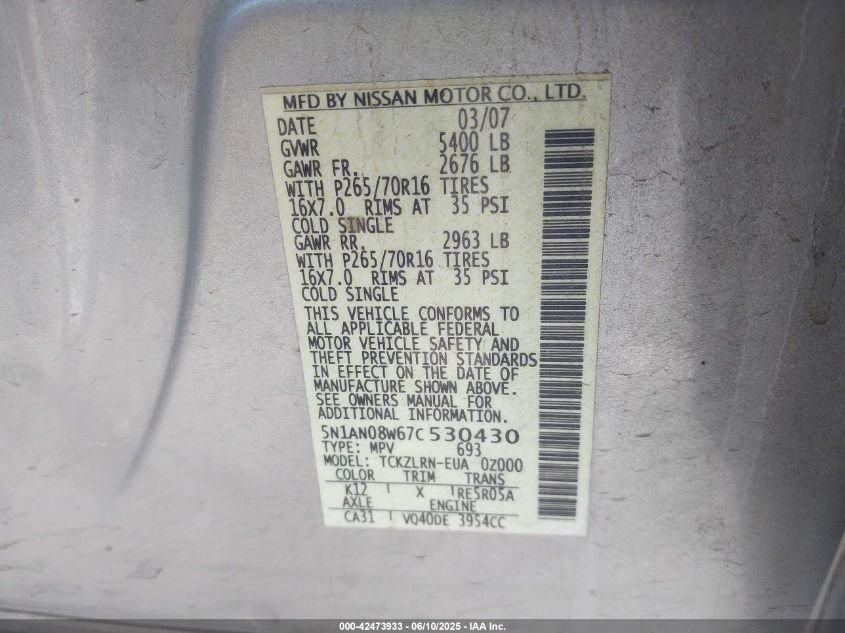 MFD BY NISSAN MOTOR CO., LTD.
DATE 03/07
GVWR 5400 LB
GAWR FR. 2676 LB
WITH P265/70R16 TIRES
16X7.0 RIMS AT 35 PSI
COLD SINGLE
GAWR RR. 2963 LB
WITH P265/70R16 TIRES
16X7.0 RIMS AT 35 PSI
COLD SINGLE
THIS VEHICLE CONFORMS TO
ALL APPLICABLE FEDERAL
MOTOR VEHICLE SAFETY AND
THEFT PREVENTION STANDARDS
IN EFFECT ON THE DATE OF
MANUFACTURE SHOWN ABOVE.
SEE OWNERS MANUAL FOR
ADDITIONAL INFORMATION.
5N1AN08W67C530430
TYPE: MPV 693
MODEL: TCKZLRN-EUA 0Z000
COLOR TRIM TRANS
K12 X RE5R05A
AXLE ENGINE
CA31 VQ40DE 3954CC
000-42473933 - 06/10/2025 - IAA Inc.